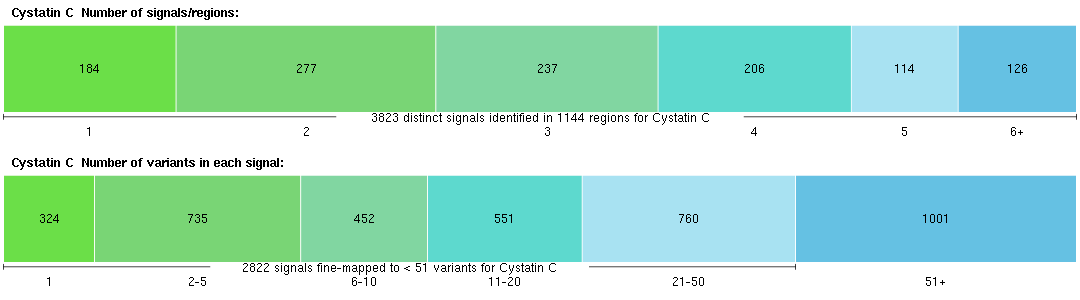 Cystatin C  Number of signals/regions:
184 277 237 206 114 126
3823 distinct signals identified in 1144 regions for Cystatin C
1 2 3 4 5 6+
Cystatin C  Number of variants in each signal:
324 735 452 551 760 1001
2822 signals fine-mapped to < 51 variants for Cystatin C
1 2-5 6-10 11-20 21-50 51+